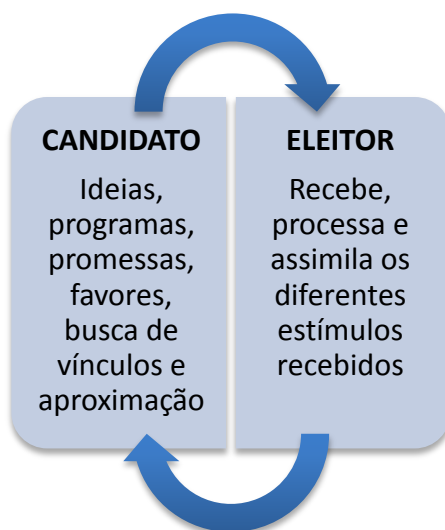 CANDIDATO
Ideias,
programas,
promessas,
favores,
busca de
vínculos e
aproximação
ELEITOR
Recebe,
processa e
assimila os
diferentes
estímulos
recebidos